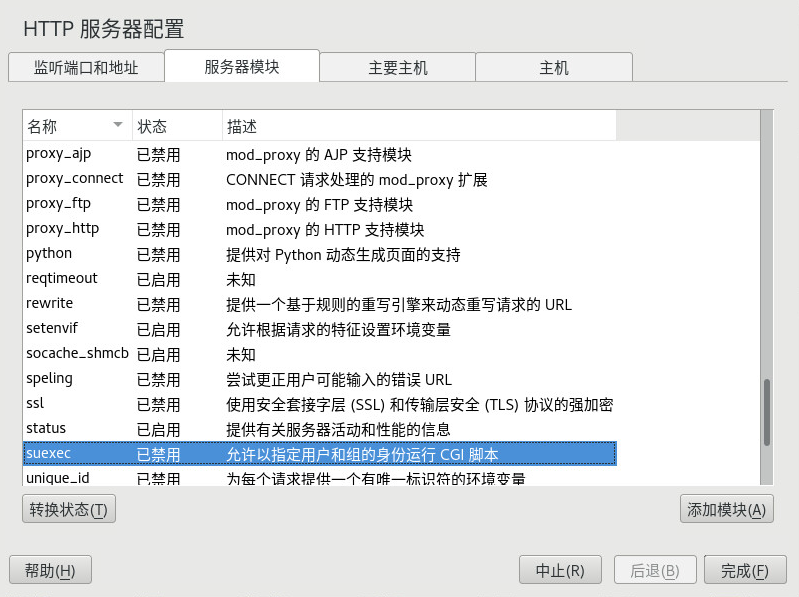 HTTP 服务器配置
监听端口和地址 服务器模块 主要主机 主机
名称 状态 描述
proxy_ajp 已禁用 mod_proxy 的 AJP 支持模块
proxy_connect 已禁用 CONNECT 请求处理的 mod_proxy 扩展
proxy_ftp 已禁用 mod_proxy 的 FTP 支持模块
proxy_http 已禁用 mod_proxy 的 HTTP 支持模块
python 已禁用 提供对 Python 动态生成页面的支持
reqtimeout 已启用 未知
rewrite 已禁用 提供一个基于规则的重写引擎来动态重写请求的 URL
setenvif 已启用 允许根据请求的特征设置环境变量
socache_shmcb 已启用 未知
speling 已禁用 尝试更正用户可能输入的错误 URL
ssl 已禁用 使用安全套接字层 (SSL) 和传输层安全 (TLS) 协议的强加密
status 已启用 提供有关服务器活动和性能的信息
suexec 已禁用 允许以指定用户和组的身份运行 CGI 脚本
unique_id 已禁用 为每个请求提供一个有唯一标识符的环境变量
转换状态(T) 添加模块(A)
帮助(H) 中止(R) 后退(B) 完成(F)